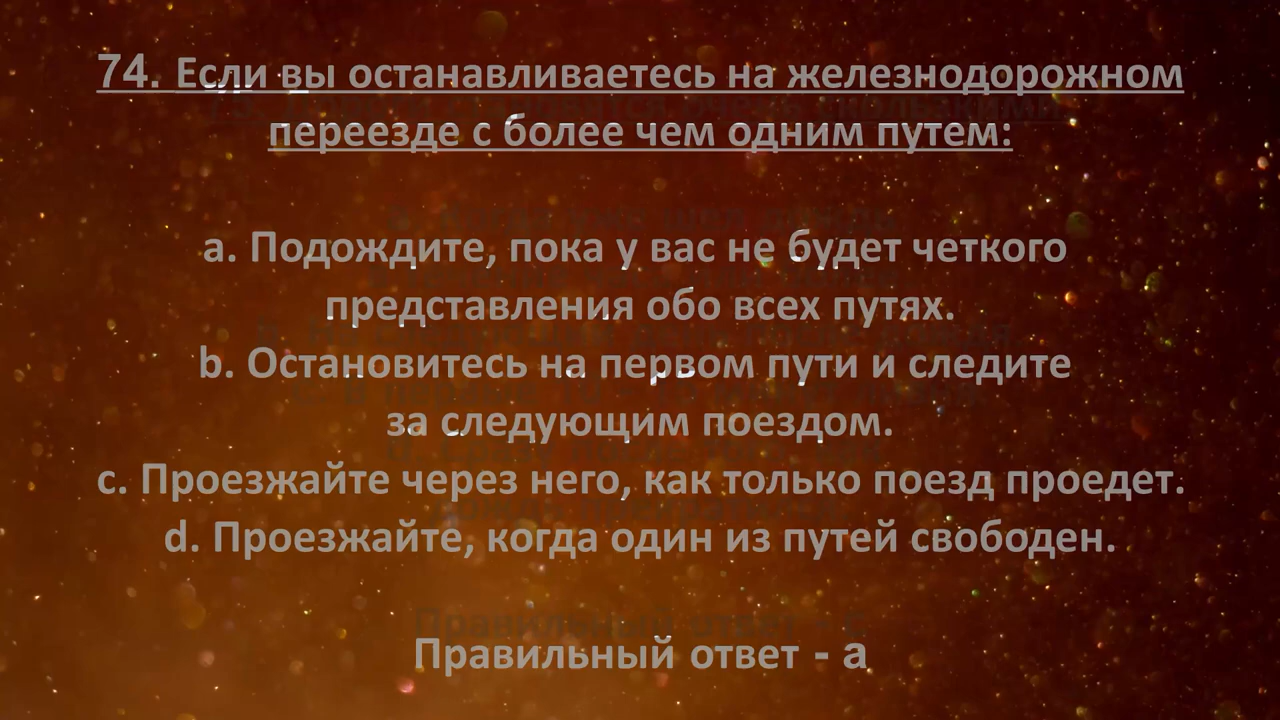 74. Если вы останавливаетесь на железнодорожном
переезде с более чем одним путем:
a. Подождите, пока у вас не будет четкого
представления обо всех путях.
b. Остановитесь на первом пути и следите
за следующим поездом.
c. Проезжайте через него, как только поезд проедет.
d. Проезжайте, когда один из путей свободен.
Правильный ответ - a